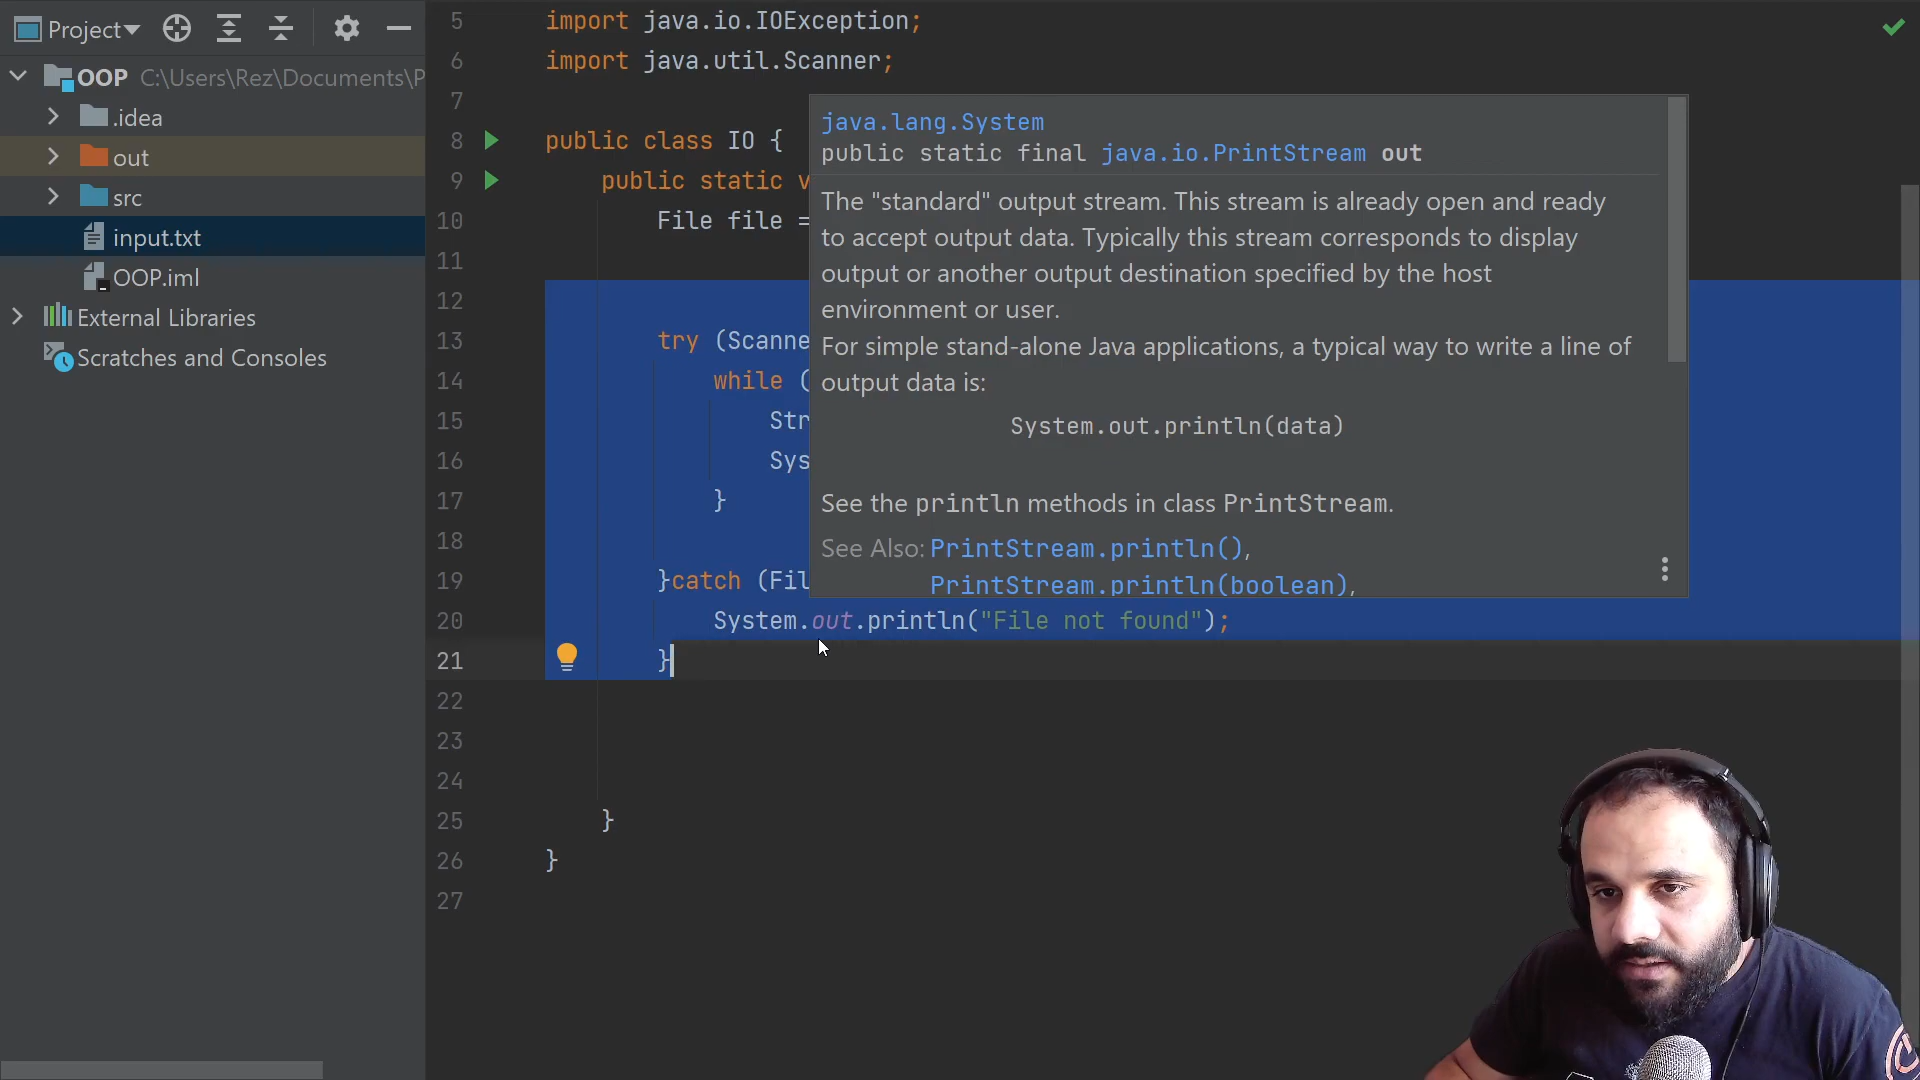 Project
OOP C:\Users\Rez\Documents\P
.idea
out
src
input.txt
OOP.iml
External Libraries
Scratches and Consoles
5 import java.io.IOException;
6 import java.util.Scanner;
7
8 public class IO {
9 public static v
10 File file =
11
12
13 try (Scanne
14 while (
15 Str
16 Sys
17 }
18
19 }catch (Fil
20 System.out.println("File not found");
21 }
22
23
24
25 }
26 }
27
java.lang.System
public static final java.io.PrintStream out
The "standard" output stream. This stream is already open and ready
to accept output data. Typically this stream corresponds to display
output or another output destination specified by the host
environment or user.
For simple stand-alone Java applications, a typical way to write a line of
output data is:
System.out.println(data)
See the println methods in class PrintStream.
See Also: PrintStream.println(),
PrintStream.println(boolean),